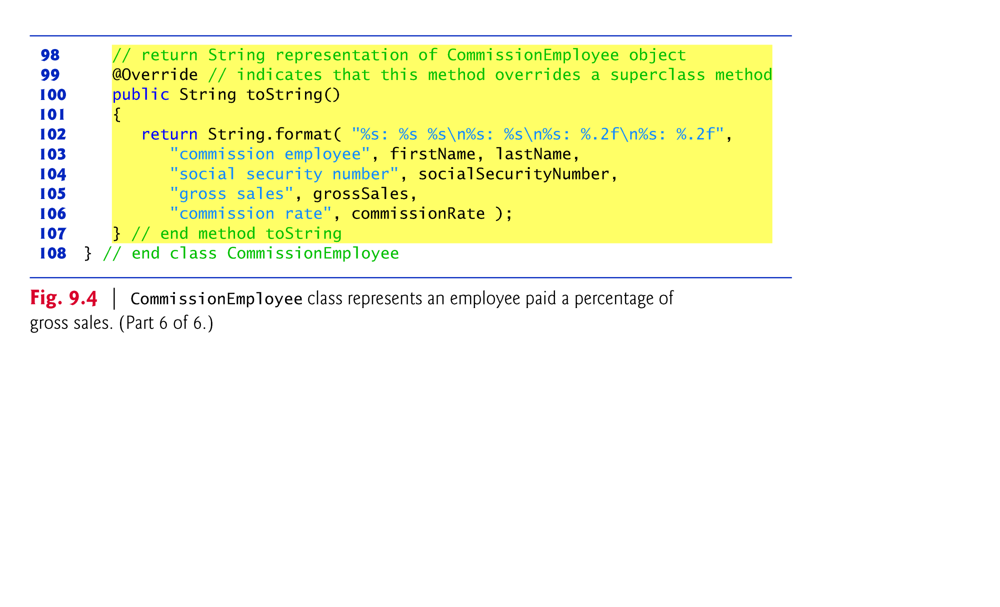 98 // return String representation of CommissionEmployee object
99 @Override // indicates that this method overrides a superclass method
100 public String toString()
101 {
102 return String.format( "%s: %s %s\n%s: %s\n%s: %.2f\n%s: %.2f",
103 "commission employee", firstName, lastName,
104 "social security number", socialSecurityNumber,
105 "gross sales", grossSales,
106 "commission rate", commissionRate );
107 } // end method toString
108 } // end class CommissionEmployee
Fig. 9.4 | CommissionEmployee class represents an employee paid a percentage of
gross sales. (Part 6 of 6.)